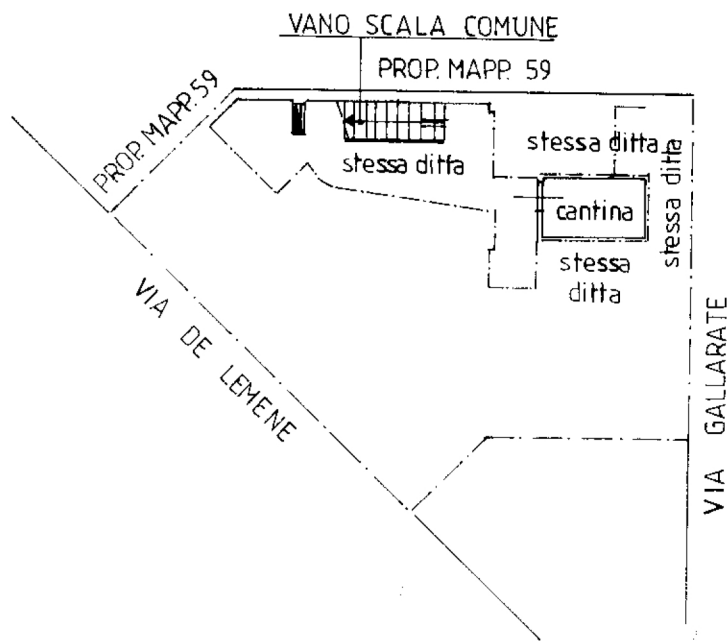 VANO SCALA COMUNE
PROP. MAPP. 59
PROP. MAPP. 59
stessa ditta
stessa ditta
stessa ditta
cantina
stessa
ditta
VIA DE LEMENE
VIA GALLARATE